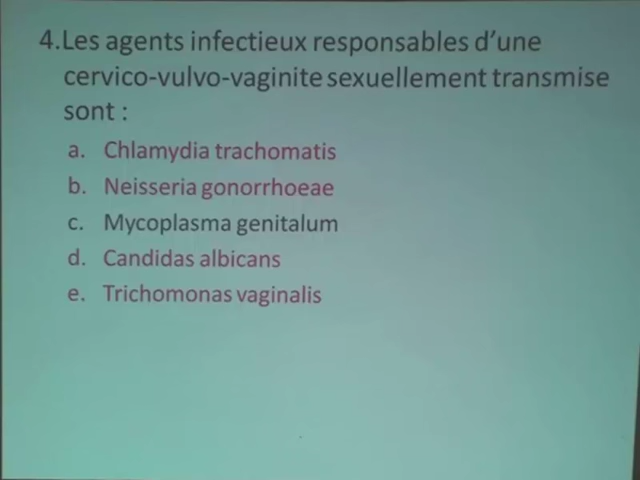 4.Les agents infectieux responsables d’une
cervico-vulvo-vaginite sexuellement transmise
sont :
a. Chlamydia trachomatis
b. Neisseria gonorrhoeae
c. Mycoplasma genitalum
d. Candidas albicans
e. Trichomonas vaginalis